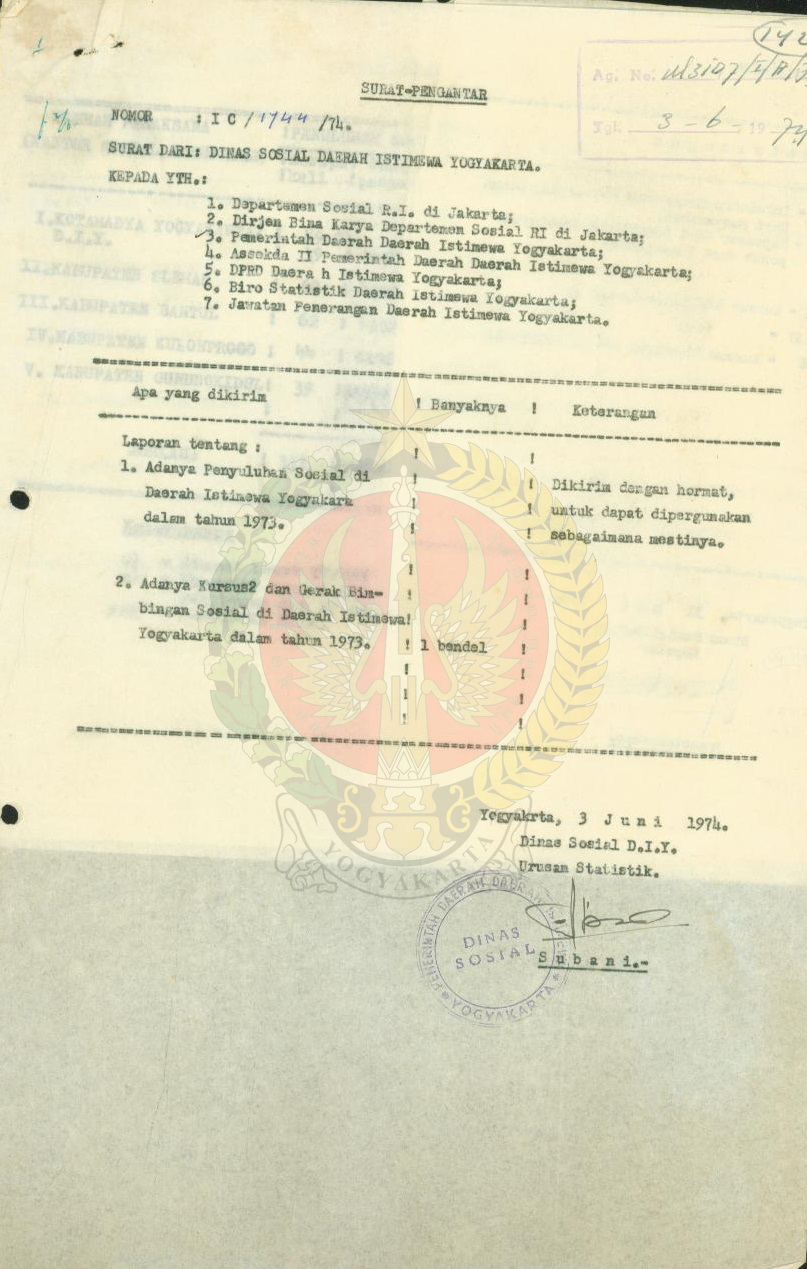 142
Ag. No.
Tgl. 3 - 6 - 1974
SURAT-PENGANTAR
NOMOR : I C / 1744 /74.
SURAT DARI: DINAS SOSIAL DAERAH ISTIMEWA YOGYAKARTA.
KEPADA YTH.:
1. Departemen Sosial R.I. di Jakarta;
2. Dirjen Bina Karya Departemen Sosial RI di Jakarta;
3. Pemerintah Daerah Daerah Istimewa Yogyakarta;
4. Assekda II Pemerintah Daerah Daerah Istimewa Yogyakarta;
5. DPRD Daera h Istimewa Yogyakarta;
6. Biro Statistik Daerah Istimewa Yogyakarta;
7. Jawatan Penerangan Daerah Istimewa Yogyakarta.
Apa yang dikirim ! Banyaknya ! Keterangan
Laporan tentang :
1. Adanya Penyuluhan Sosial di
Daerah Istimewa Yogyakara
dalam tahun 1973.
Dikirim dengan hormat,
untuk dapat dipergunakan
sebagaimana mestinya.
2. Adanya Kursus2 dan Gerak Bim-
bingan Sosial di Daerah Istimewa!
Yogyakarta dalam tahun 1973. ! 1 bendel !
Yogyakrta, 3 Juni 1974.
Dinas Sosial D.I.Y.
Urusan Statistik.
YOGYAKARTA
PEMERINTAH DAERAH DAERAH
DINAS
SOSIAL
YOGYAKARTA
Subani.-